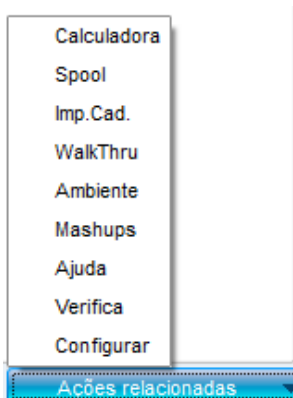 Calculadora
Spool
Imp.Cad.
WalkThru
Ambiente
Mashups
Ajuda
Verifica
Configurar
Ações relacionadas